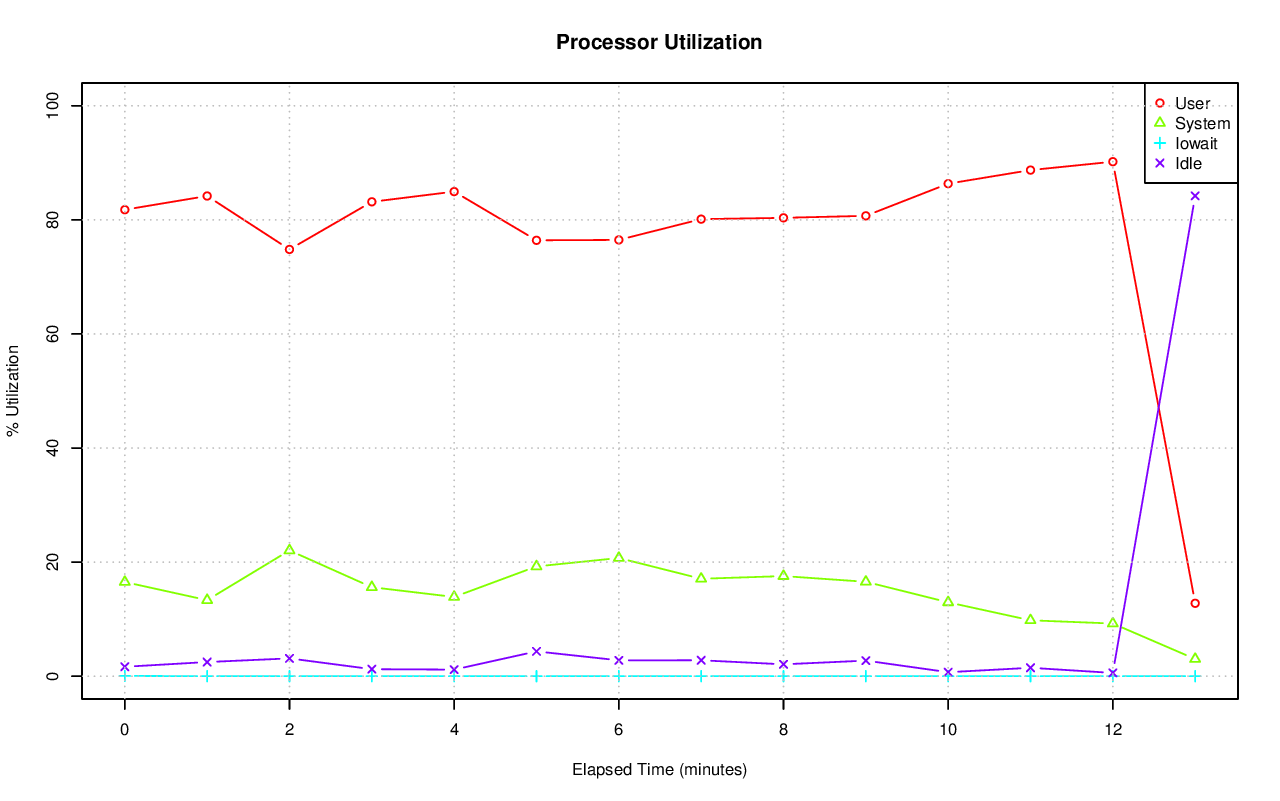 Processor Utilization
% Utilization
100
80
60
40
20
0
User
System
Iowait
Idle
0 2 4 6 8 10 12
Elapsed Time (minutes)